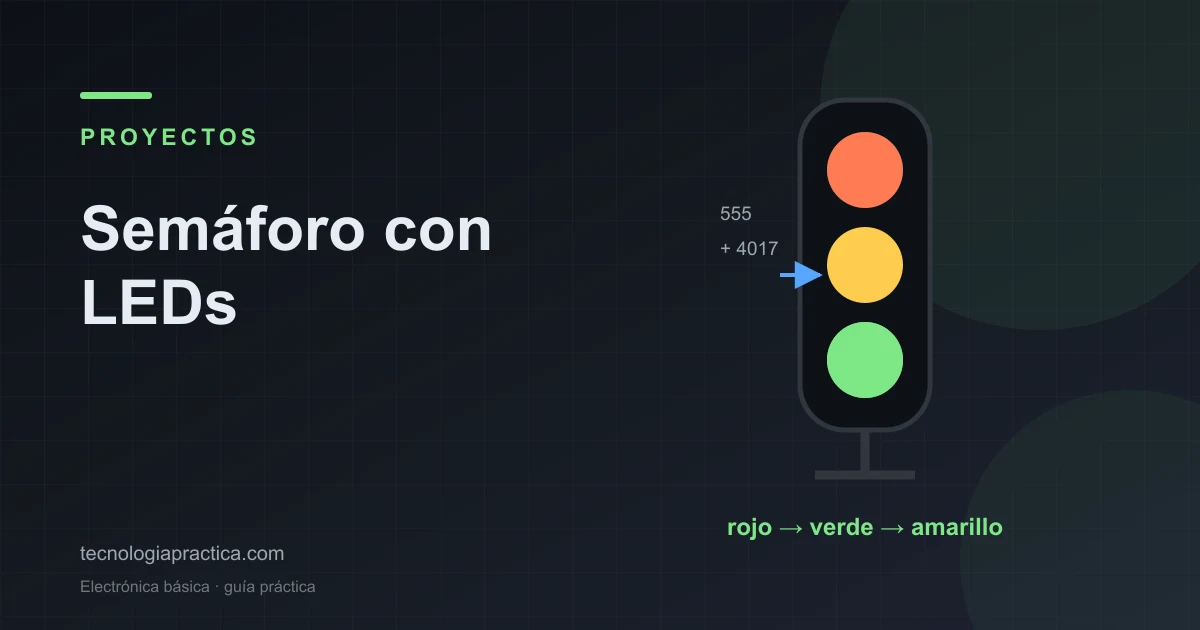 PROYECTOS
Semáforo con
LEDs
555
+ 4017
rojo → verde → amarillo
tecnologiapractica.com
Electrónica básica · guía práctica